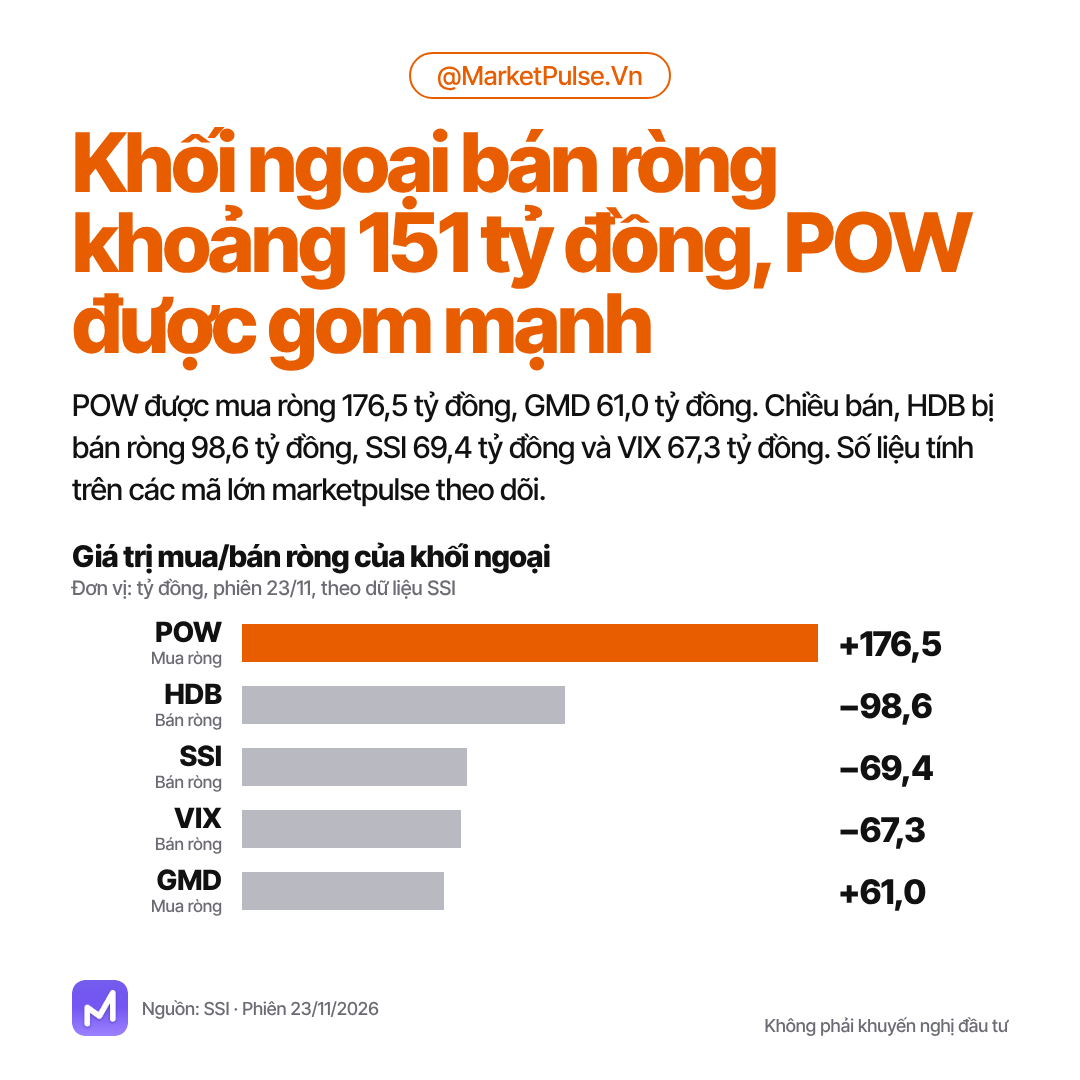 @MarketPulse.Vn
Khối ngoại bán ròng
khoảng 151 tỷ đồng, POW
được gom mạnh
POW được mua ròng 176,5 tỷ đồng, GMD 61,0 tỷ đồng. Chiều bán, HDB bị
bán ròng 98,6 tỷ đồng, SSI 69,4 tỷ đồng và VIX 67,3 tỷ đồng. Số liệu tính
trên các mã lớn marketpulse theo dõi.
Giá trị mua/bán ròng của khối ngoại
Đơn vị: tỷ đồng, phiên 23/11, theo dữ liệu SSI
POW
Mua ròng
+176,5
HDB
Bán ròng
−98,6
SSI
Bán ròng
−69,4
VIX
Bán ròng
−67,3
GMD
Mua ròng
+61,0
Nguồn: SSI · Phiên 23/11/2026
Không phải khuyến nghị đầu tư